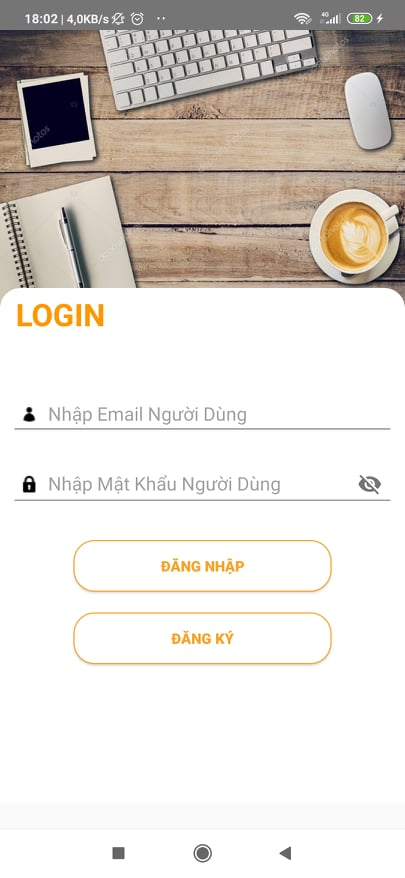 18:02 | 4,0KB/s
4G
82
LOGIN
Nhập Email Người Dùng
Nhập Mật Khẩu Người Dùng
ĐĂNG NHẬP
ĐĂNG KÝ